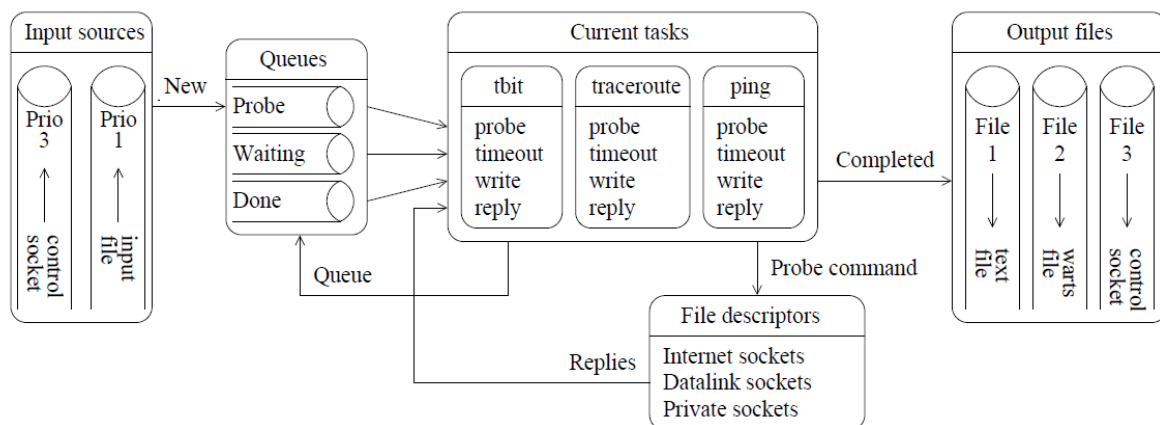 Input sources
Prio
3
control
socket
Prio
1
input
file
New
Queues
Probe
Waiting
Done
Queue
Current tasks
tbit
probe
timeout
write
reply
traceroute
probe
timeout
write
reply
ping
probe
timeout
write
reply
Probe command
File descriptors
Internet sockets
Datalink sockets
Private sockets
Replies
Completed
Output files
File
1
text
file
File
2
warts
file
File
3
control
socket